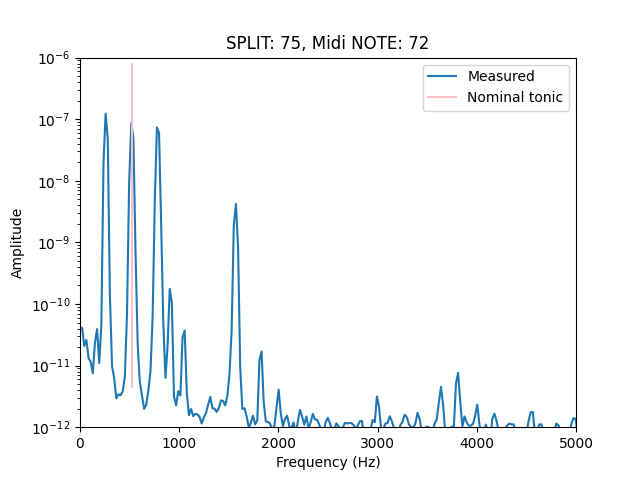 SPLIT: 75, Midi NOTE: 72
Measured
Nominal tonic
Amplitude
10⁻⁶
10⁻⁷
10⁻⁸
10⁻⁹
10⁻¹⁰
10⁻¹¹
10⁻¹²
0 1000 2000 3000 4000 5000
Frequency (Hz)